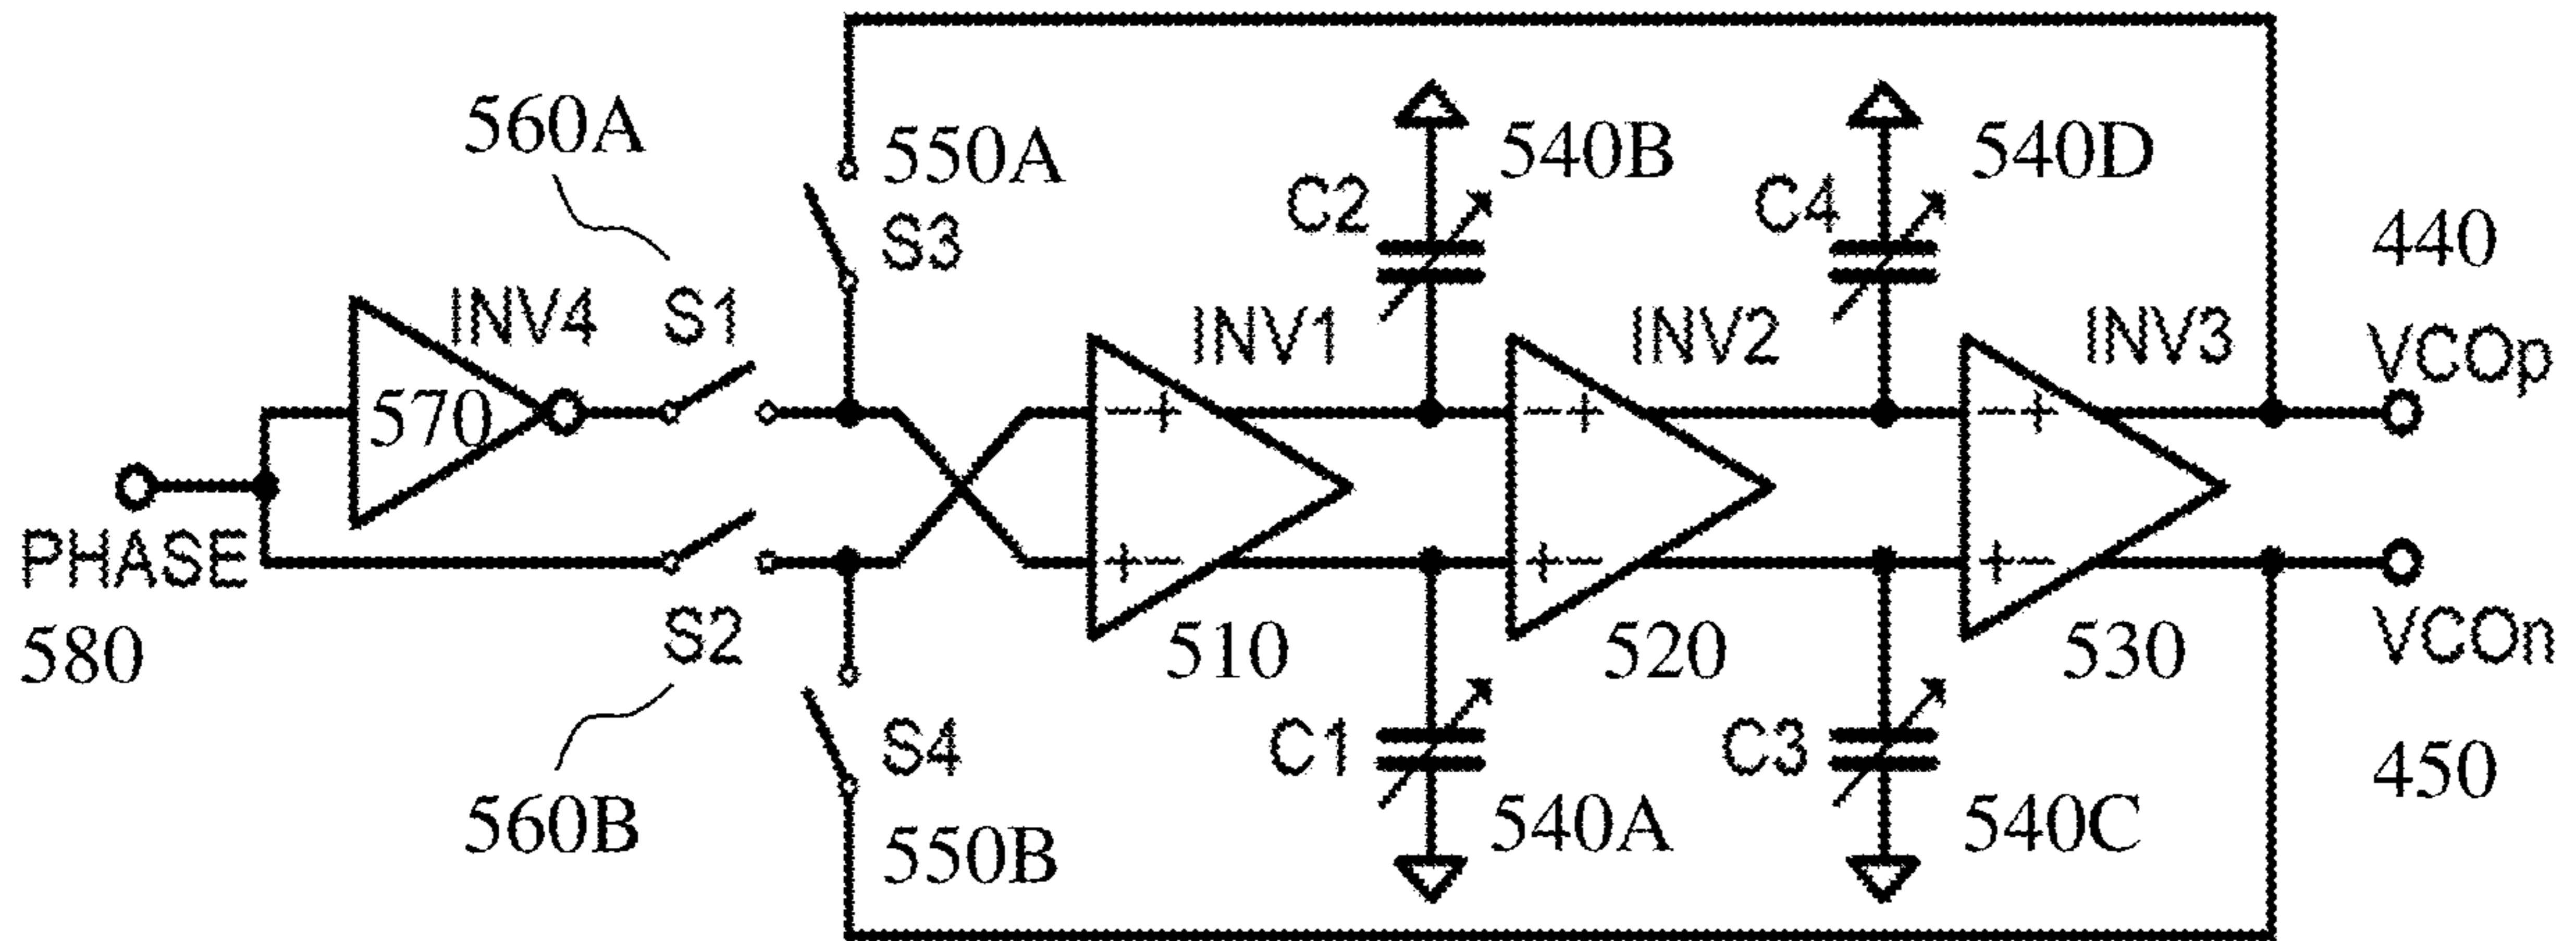 560A
550A
540B
540D
C2
C4
S3
440
INV4
S1
INV1
INV2
INV3
VCOp
570
-+
-+
-+
PHASE
+-
+-
+-
580
S2
510
520
530
VCOn
S4
C1
C3
450
560B
550B
540A
540C